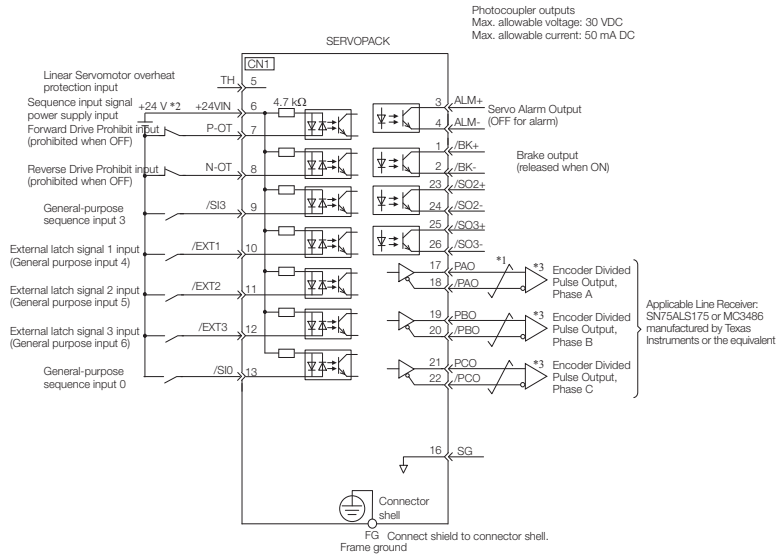 Photocoupler outputs
Max. allowable voltage: 30 VDC
Max. allowable current: 50 mA DC
SERVOPACK
CN1
Linear Servomotor overheat
protection input
TH 5
Sequence input signal
power supply input
+24 V *2 +24VIN 6 4.7 kΩ
Forward Drive Prohibit input
(prohibited when OFF)
P-OT 7
Reverse Drive Prohibit input
(prohibited when OFF)
N-OT 8
General-purpose
sequence input 3
/SI3 9
External latch signal 1 input
(General purpose input 4)
/EXT1 10
External latch signal 2 input
(General purpose input 5)
/EXT2 11
External latch signal 3 input
(General purpose input 6)
/EXT3 12
General-purpose
sequence input 0
/SI0 13
3 ALM+
4 ALM-
Servo Alarm Output
(OFF for alarm)
1 /BK+
2 /BK-
Brake output
(released when ON)
23 /SO2+
24 /SO2-
25 /SO3+
26 /SO3-
17 PAO *1
18 /PAO
*3 Encoder Divided
Pulse Output,
Phase A
19 PBO
20 /PBO
*3 Encoder Divided
Pulse Output,
Phase B
21 PCO
22 /PCO
*3 Encoder Divided
Pulse Output,
Phase C
Applicable Line Receiver:
SN75ALS175 or MC3486
manufactured by Texas
Instruments or the equivalent
16 SG
Connector
shell
FG Connect shield to connector shell.
Frame ground